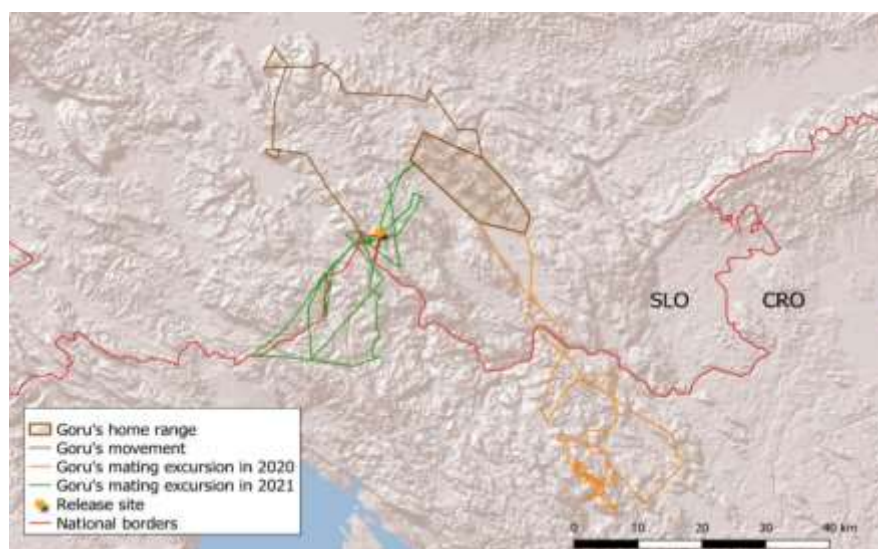 SLO
CRO
Goru's home range
Goru's movement
Goru's mating excursion in 2020
Goru's mating excursion in 2021
Release site
National borders
0 10 20 30 40 km